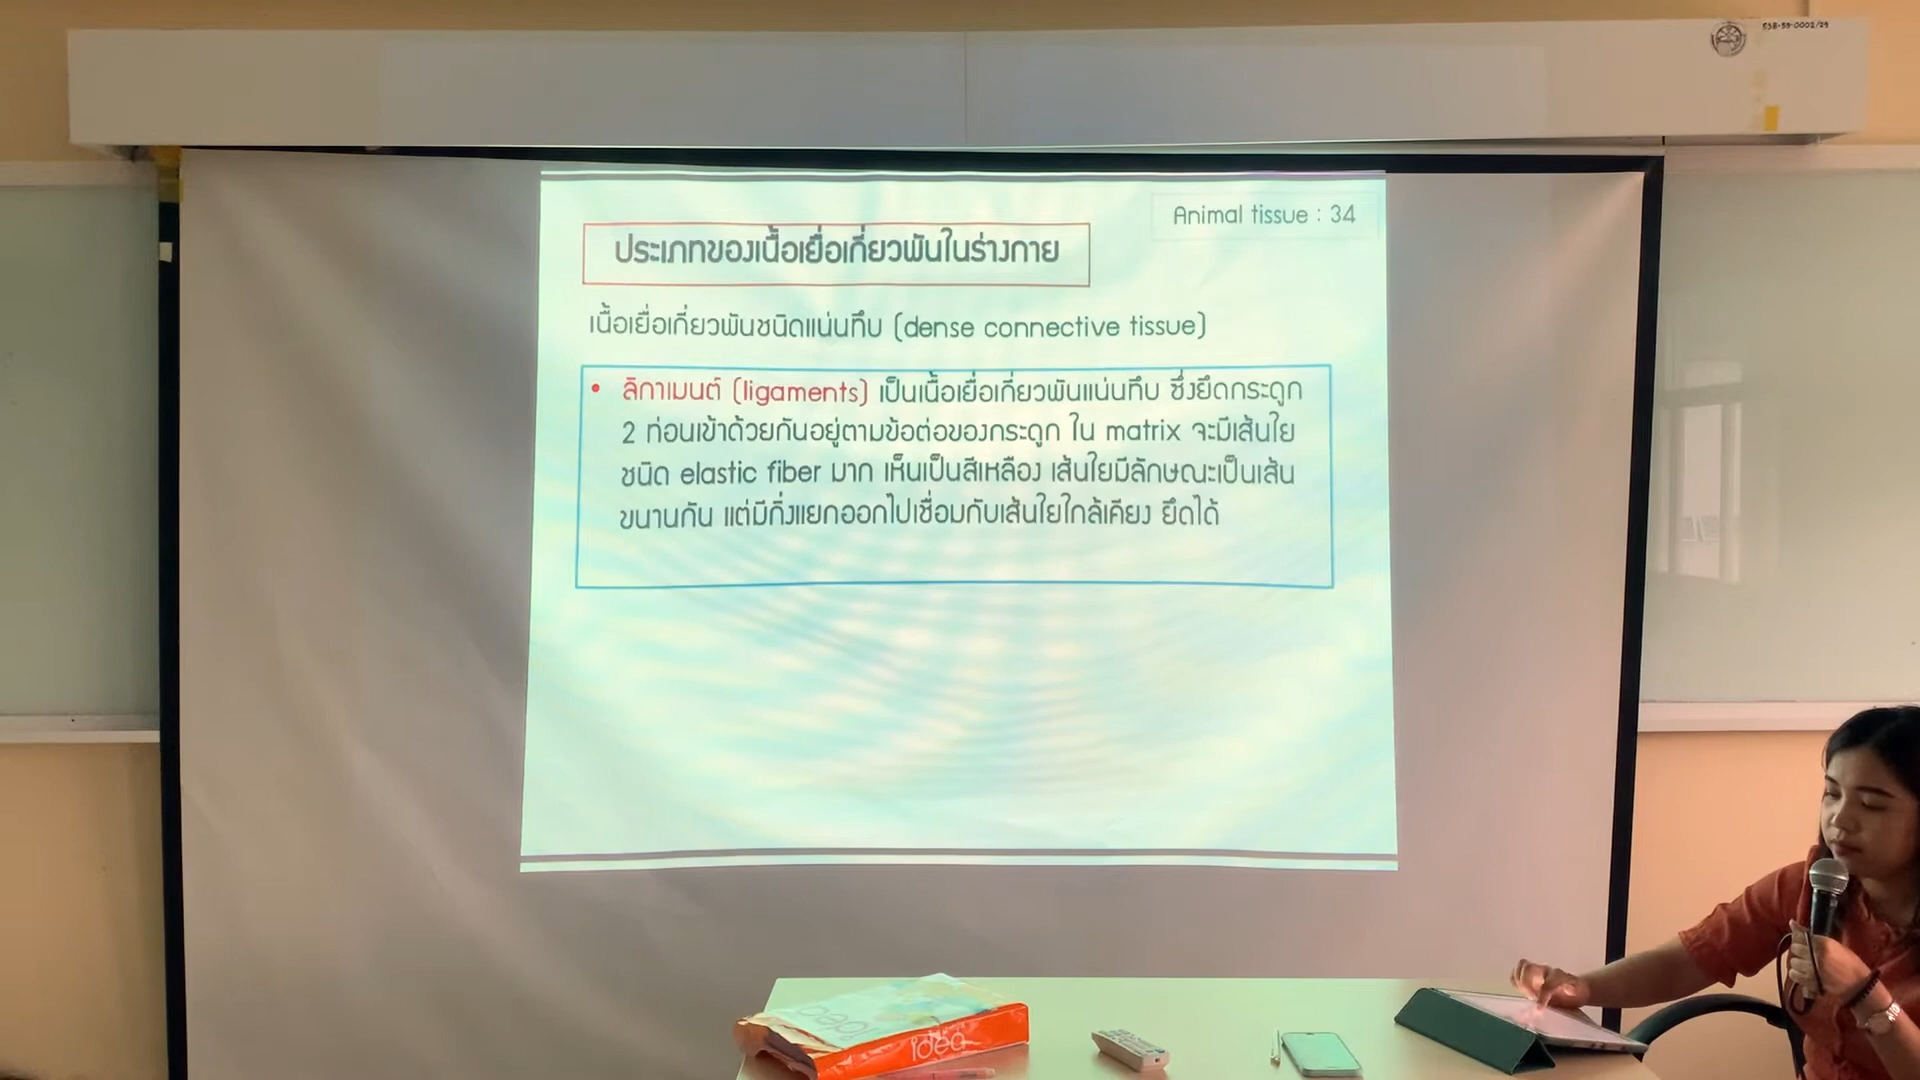 538-59-0002/29
Animal tissue : 34
ประเภทของเนื้อเยื่อเกี่ยวพันในร่างกาย
เนื้อเยื่อเกี่ยวพันชนิดแน่นทึบ (dense connective tissue)
• ลิกาเมนต์ (ligaments) เป็นเนื้อเยื่อเกี่ยวพันแน่นทึบ ซึ่งยึดกระดูก
2 ท่อนเข้าด้วยกันอยู่ตามข้อต่อของกระดูก ใน matrix จะมีเส้นใย
ชนิด elastic fiber มาก เห็นเป็นสีเหลือง เส้นใยมีลักษณะเป็นเส้น
ขนานกัน แต่มีกิ่งแยกออกไปเชื่อมกับเส้นใยใกล้เคียง ยึดได้
idea
idea